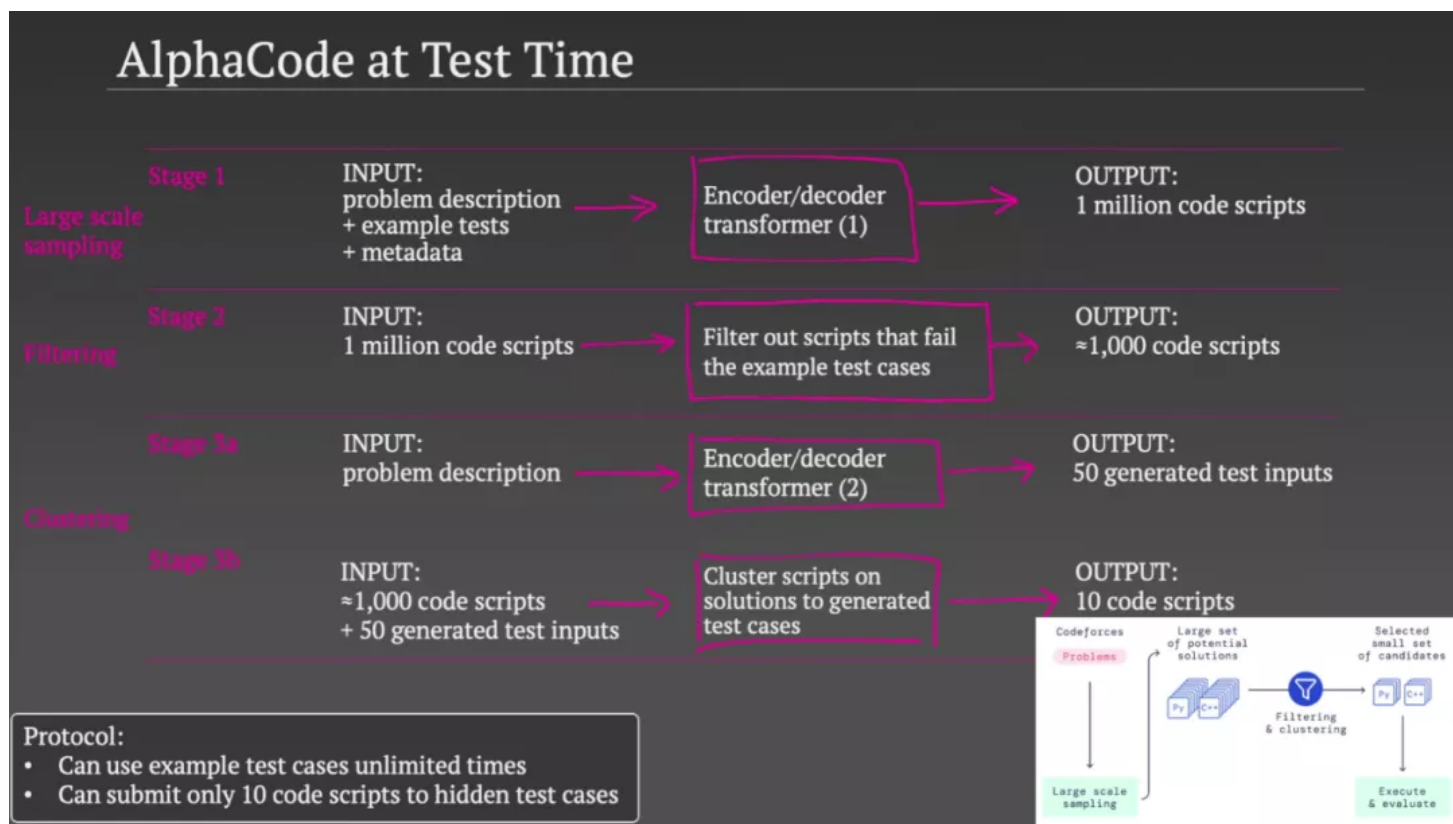 AlphaCode at Test Time
Stage 1
Large scale
sampling
INPUT:
problem description
+ example tests
+ metadata
Encoder/decoder
transformer (1)
OUTPUT:
1 million code scripts
Stage 2
Filtering
INPUT:
1 million code scripts
Filter out scripts that fail
the example test cases
OUTPUT:
≈1,000 code scripts
Stage 3a
INPUT:
problem description
Encoder/decoder
transformer (2)
OUTPUT:
50 generated test inputs
Clustering
Stage 3b
INPUT:
≈1,000 code scripts
+ 50 generated test inputs
Cluster scripts on
solutions to generated
test cases
OUTPUT:
10 code scripts
Protocol:
• Can use example test cases unlimited times
• Can submit only 10 code scripts to hidden test cases
Codeforces
Problems
Large set
of potential
solutions
Selected
small set
of candidates
Py
C++
Py
C++
Filtering
& clustering
Large scale
sampling
Execute
& evaluate